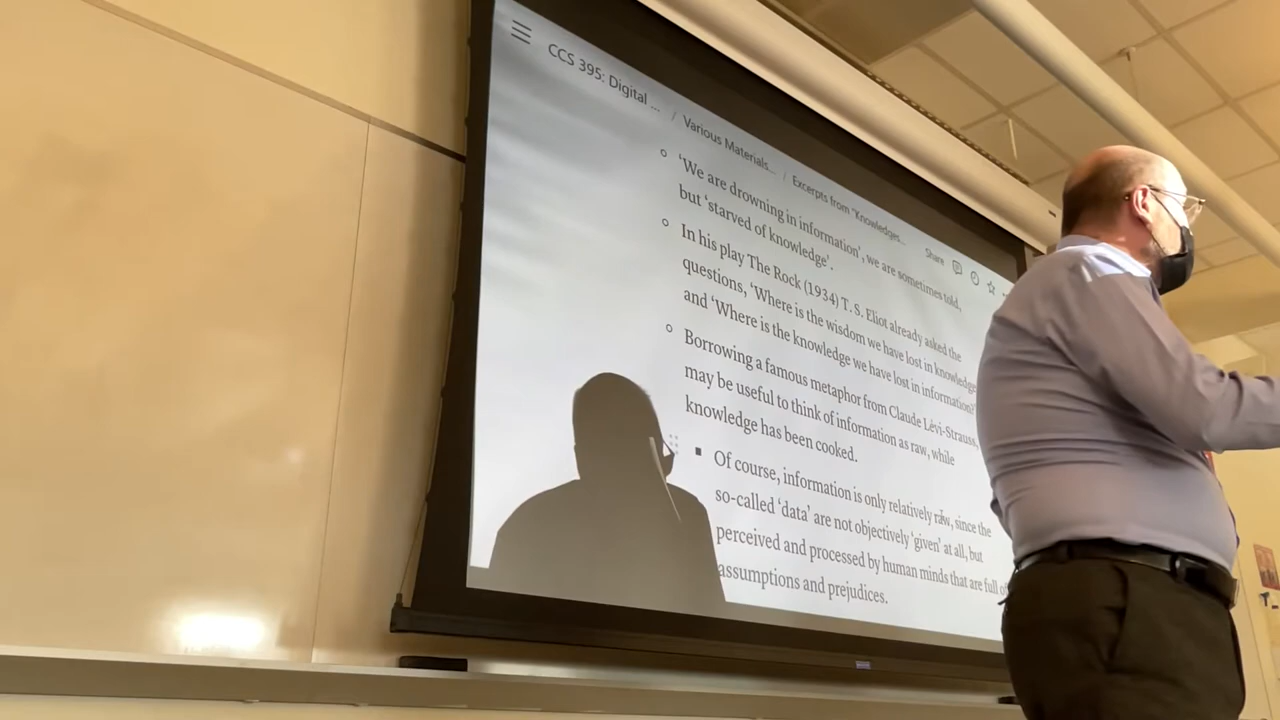 CCS 395: Digital ... / Various Materials... / Excerpts from "Knowledges...
Share
‘We are drowning in information’, we are sometimes told,
but ‘starved of knowledge’.
In his play The Rock (1934) T. S. Eliot already asked the
questions, ‘Where is the wisdom we have lost in knowledge
and ‘Where is the knowledge we have lost in information?’
Borrowing a famous metaphor from Claude Lévi-Strauss,
may be useful to think of information as raw, while
knowledge has been cooked.
Of course, information is only relatively raw, since the
so-called ‘data’ are not objectively ‘given’ at all, but
perceived and processed by human minds that are full of
assumptions and prejudices.